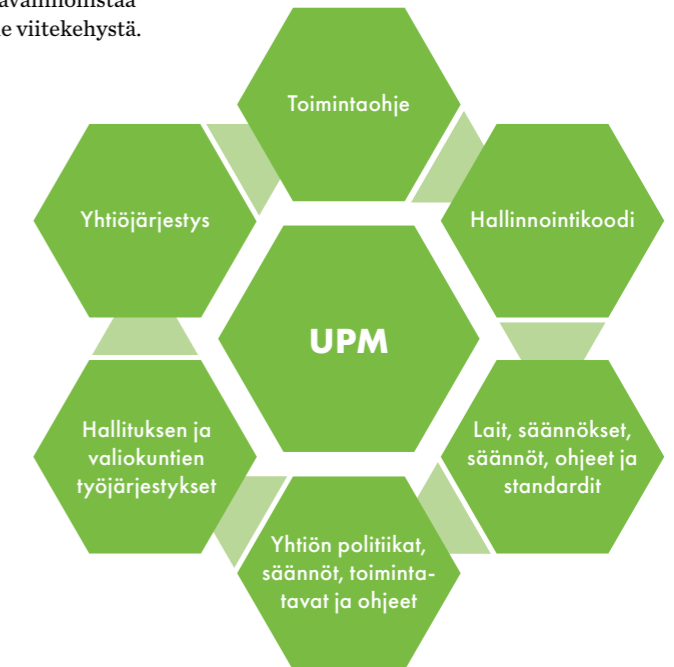 e viitekehystä.
Toimintaohje
Yhtiöjärjestys
Hallinnointikoodi
UPM
Hallituksen ja
valiokuntien
työjärjestykset
Lait, säännökset,
säännöt, ohjeet ja
standardit
Yhtiön politiikat,
säännöt, toiminta-
tavat ja ohjeet